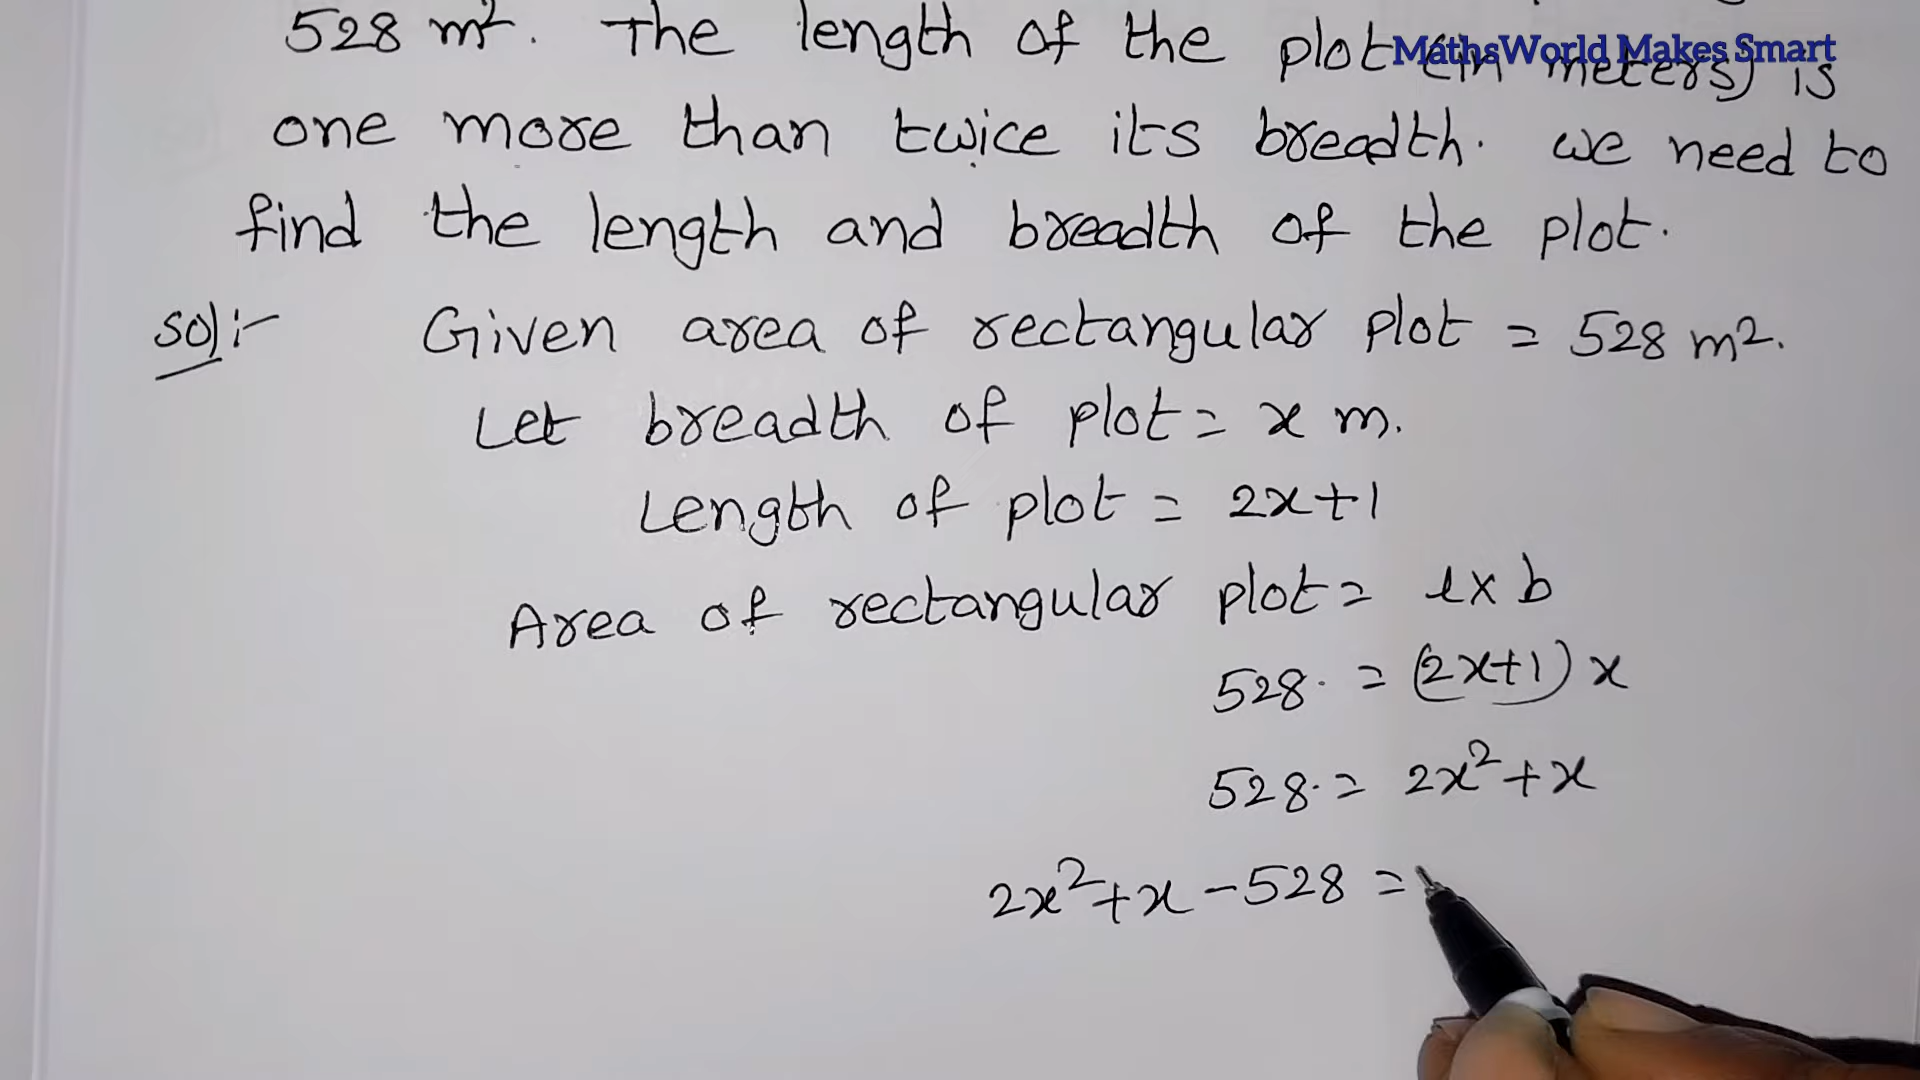 528 m². The length of the plot (in meters) is
MathsWorld Makes Smart
one more than twice its breadth. we need to
find the length and breadth of the plot.
Sol:- Given area of rectangular plot = 528 m².
Let breadth of plot = x m.
Length of plot = 2x+1
Area of rectangular plot = l x b
528 = (2x+1) x
528 = 2x² + x
2x² + x - 528 =